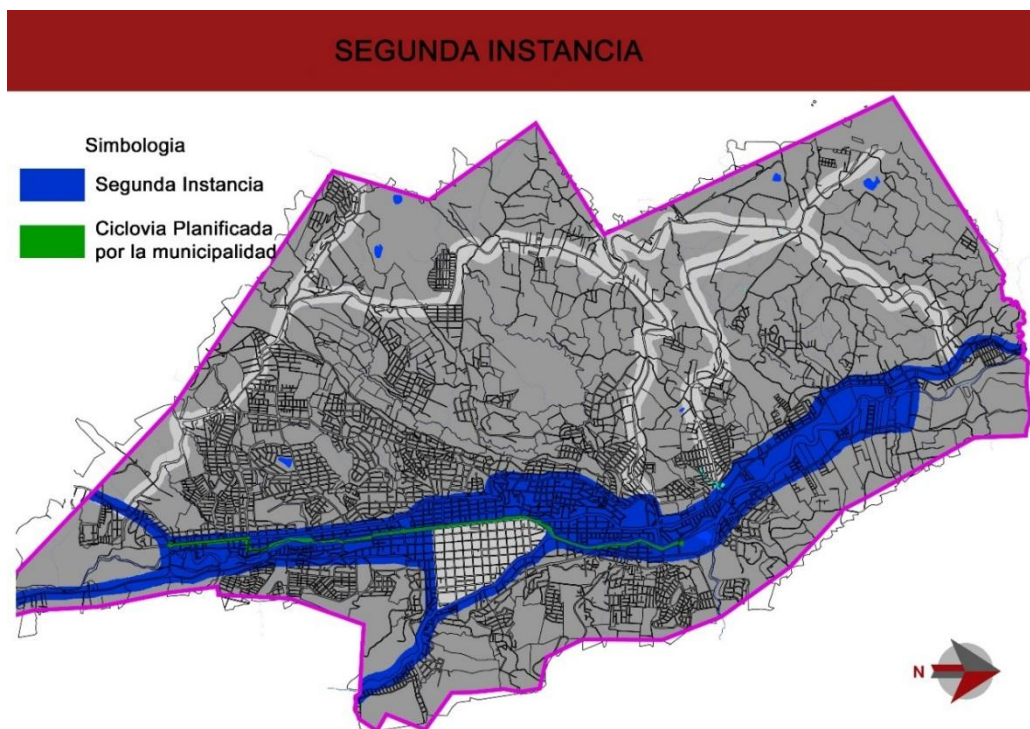 SEGUNDA INSTANCIA
Simbologia
Segunda Instancia
Ciclovia Planificada
por la municipalidad
N